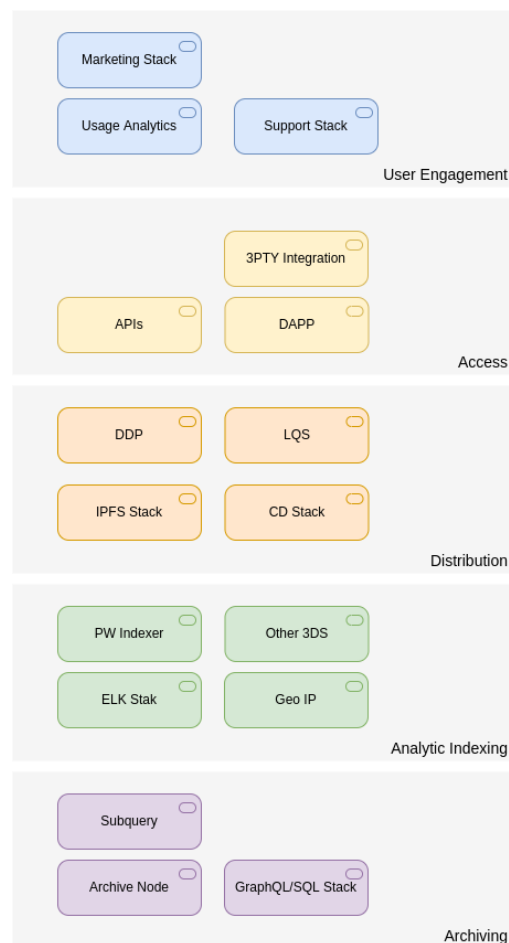 Marketing Stack
Usage Analytics
Support Stack
User Engagement
3PTY Integration
APIs
DAPP
Access
DDP
LQS
IPFS Stack
CD Stack
Distribution
PW Indexer
Other 3DS
ELK Stak
Geo IP
Analytic Indexing
Subquery
Archive Node
GraphQL/SQL Stack
Archiving